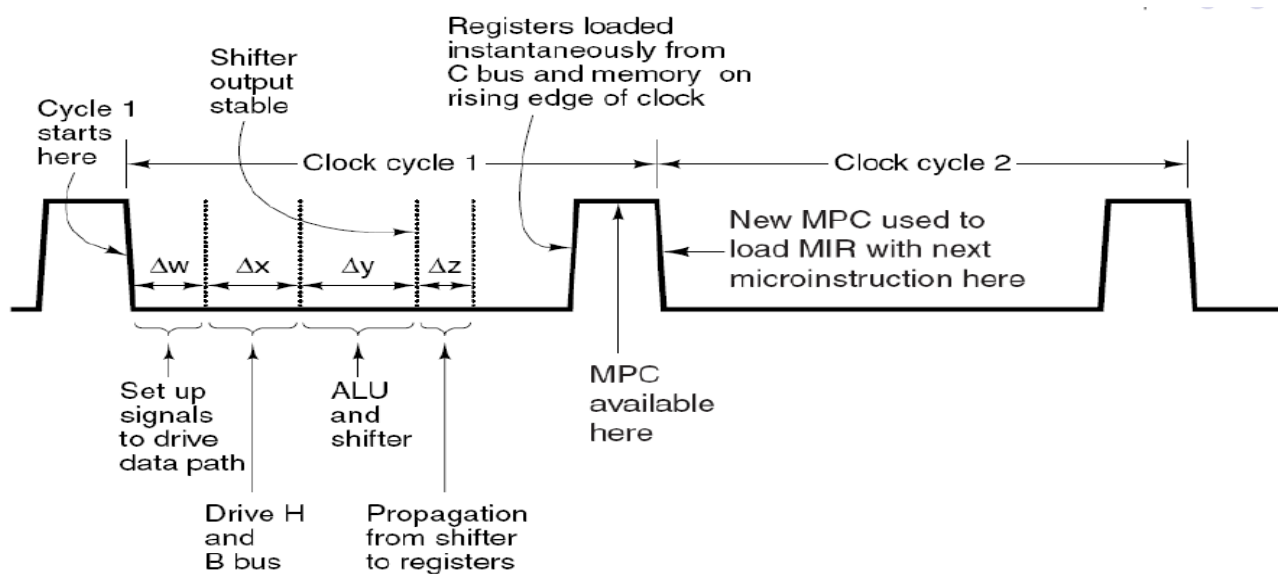 Registers loaded
instantaneously from
C bus and memory on
rising edge of clock
Shifter
output
stable
Cycle 1
starts
here
Clock cycle 1
Clock cycle 2
New MPC used to
load MIR with next
microinstruction here
Δw
Δx
Δy
Δz
Set up
signals
to drive
data path
ALU
and
shifter
MPC
available
here
Drive H
and
B bus
Propagation
from shifter
to registers